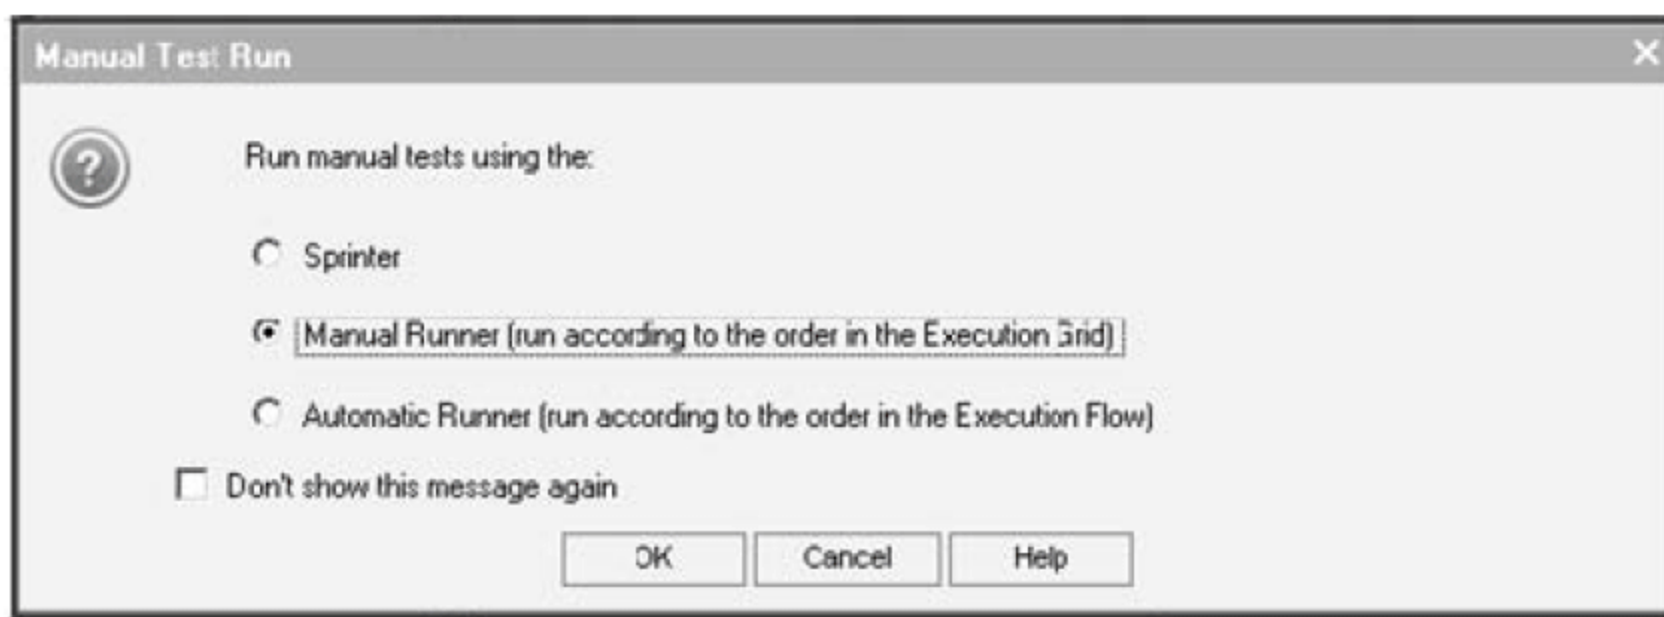 Manual Test Run
Run manual tests using the:
Sprinter
Manual Runner (run according to the order in the Execution Grid)
Automatic Runner (run according to the order in the Execution Flow)
Don't show this message again
OK Cancel Help